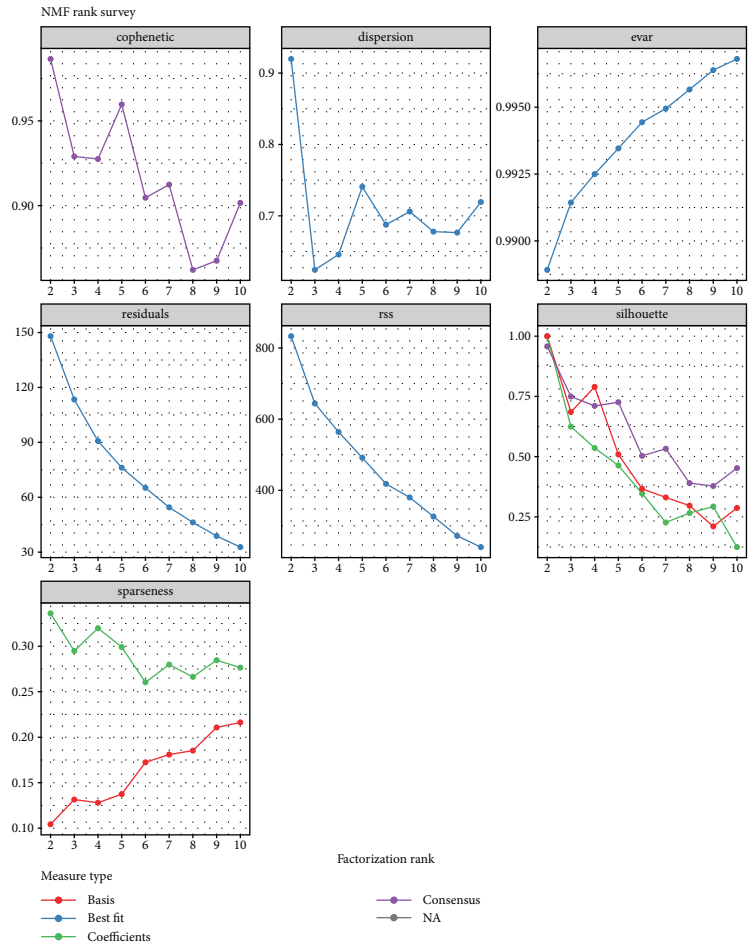 NMF rank survey
cophenetic
dispersion
evar
0.95
0.90
0.9
0.8
0.7
0.9950
0.9925
0.9900
2 3 4 5 6 7 8 9 10
2 3 4 5 6 7 8 9 10
2 3 4 5 6 7 8 9 10
residuals
rss
silhouette
150
120
90
60
30
800
600
400
1.00
0.75
0.50
0.25
2 3 4 5 6 7 8 9 10
2 3 4 5 6 7 8 9 10
2 3 4 5 6 7 8 9 10
sparseness
0.30
0.25
0.20
0.15
0.10
2 3 4 5 6 7 8 9 10
Factorization rank
Measure type
Basis
Best fit
Coefficients
Consensus
NA